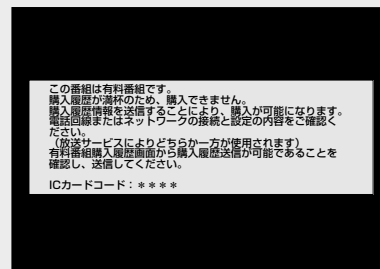 この番組は有料番組です。
購入履歴が満杯のため、購入できません。
購入履歴情報を送信することにより、購入が可能になります。
電話回線またはネットワークの接続と設定の内容をご確認く
ださい。
（放送サービスによりどちらか一方が使用されます）
有料番組購入履歴画面から購入履歴送信が可能であることを
確認し、送信してください。
ICカードコード：＊＊＊＊